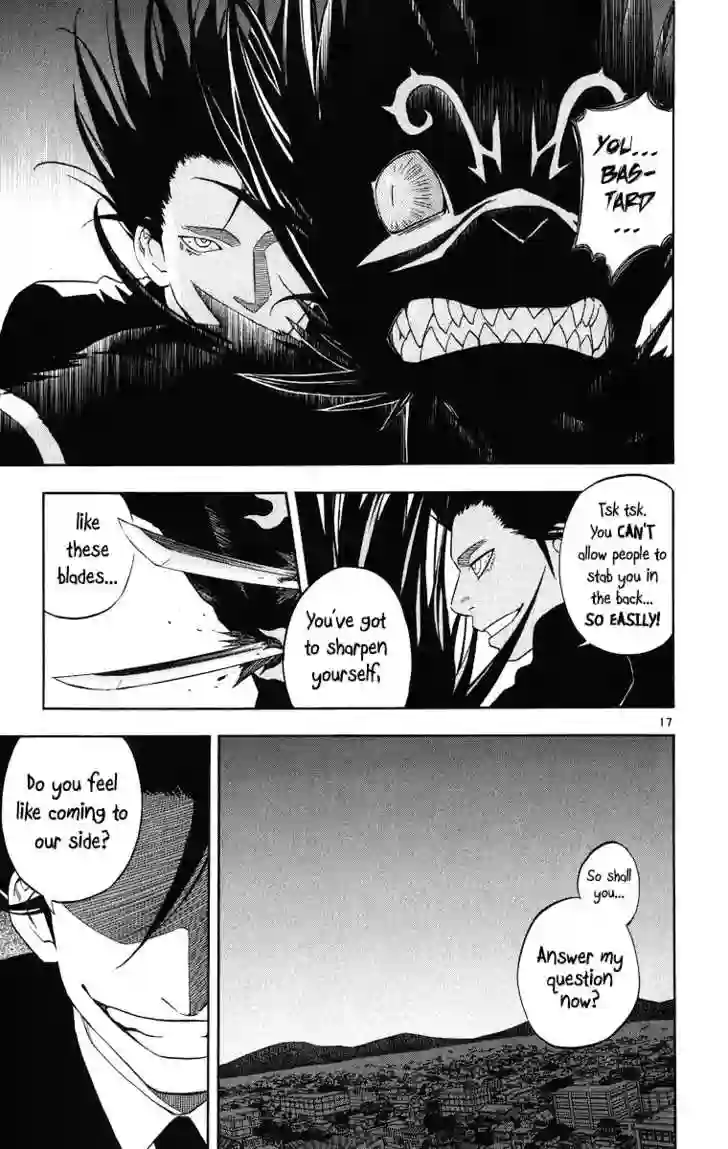 YOU...
BAS-
TARD
...
Tsk tsk.
You CAN'T
allow people to
stab you in
the back...
SO EASILY!
You've got
to sharpen
yourself,
like
these
blades...
17
So shall
you...
Answer my
question
now?
Do you feel
like coming to
our side?